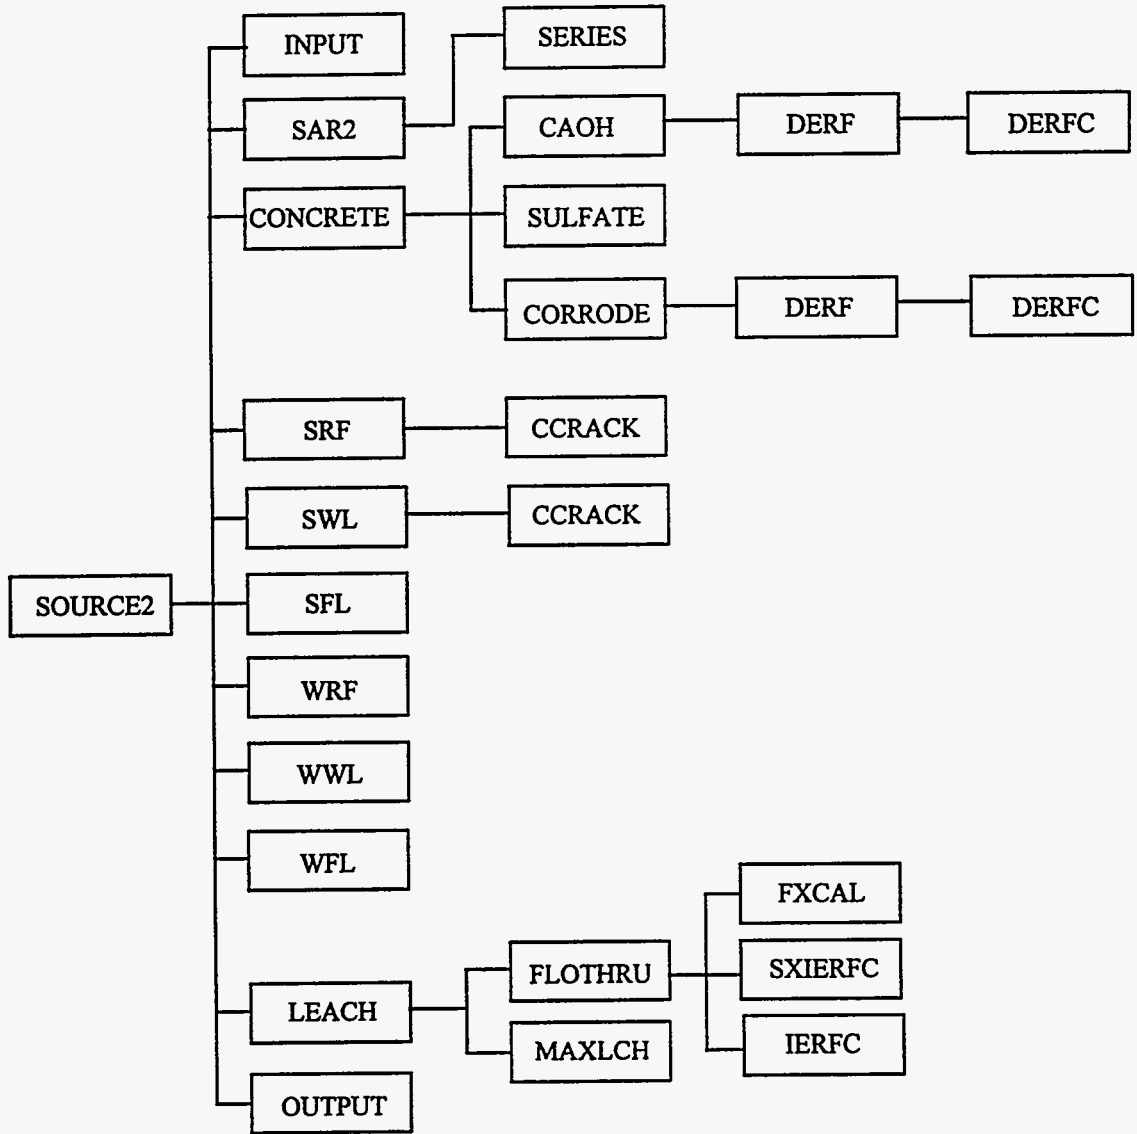 INPUT
SERIES
SAR2
CAOH
DERF
DERFC
CONCRETE
SULFATE
CORRODE
DERF
DERFC
SRF
CCRACK
SWL
CCRACK
SOURCE2
SFL
WRF
WWL
WFL
FXCAL
FLOTHRU
SXIERFC
LEACH
MAXLCH
IERFC
OUTPUT